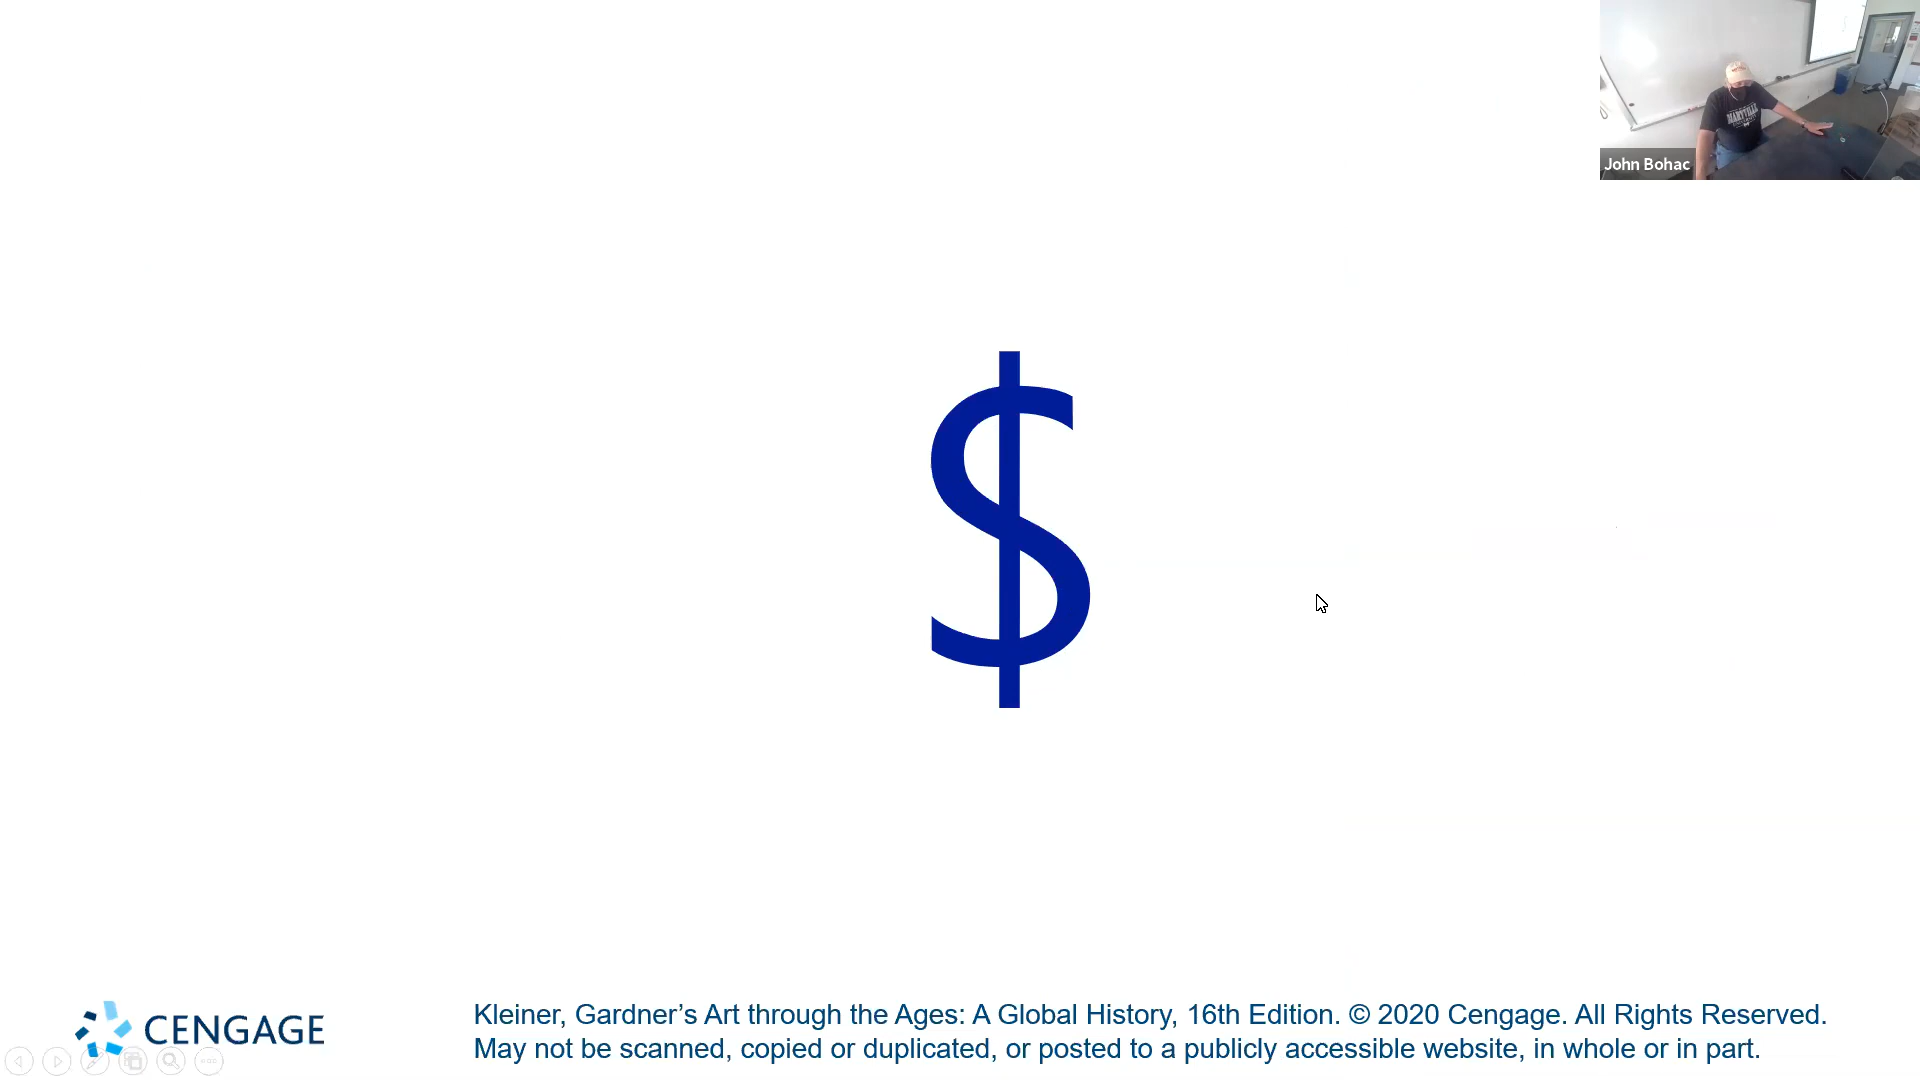 John Bohac
$
CENGAGE
Kleiner, Gardner’s Art through the Ages: A Global History, 16th Edition. © 2020 Cengage. All Rights Reserved.
May not be scanned, copied or duplicated, or posted to a publicly accessible website, in whole or in part.